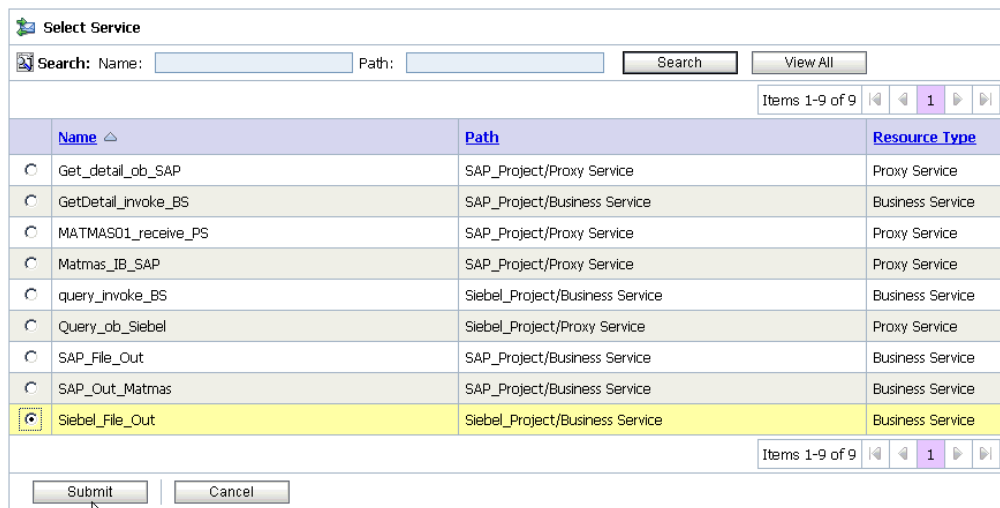 Select Service
Search: Name: Path: Search View All
Items 1-9 of 9 1
Name Path Resource Type
Get_detail_ob_SAP SAP_Project/Proxy Service Proxy Service
GetDetail_invoke_BS SAP_Project/Business Service Business Service
MATMAS01_receive_PS SAP_Project/Proxy Service Proxy Service
Matmas_IB_SAP SAP_Project/Proxy Service Proxy Service
query_invoke_BS Siebel_Project/Business Service Business Service
Query_ob_Siebel Siebel_Project/Proxy Service Proxy Service
SAP_File_Out SAP_Project/Business Service Business Service
SAP_Out_Matmas SAP_Project/Business Service Business Service
Siebel_File_Out Siebel_Project/Business Service Business Service
Items 1-9 of 9 1
Submit Cancel